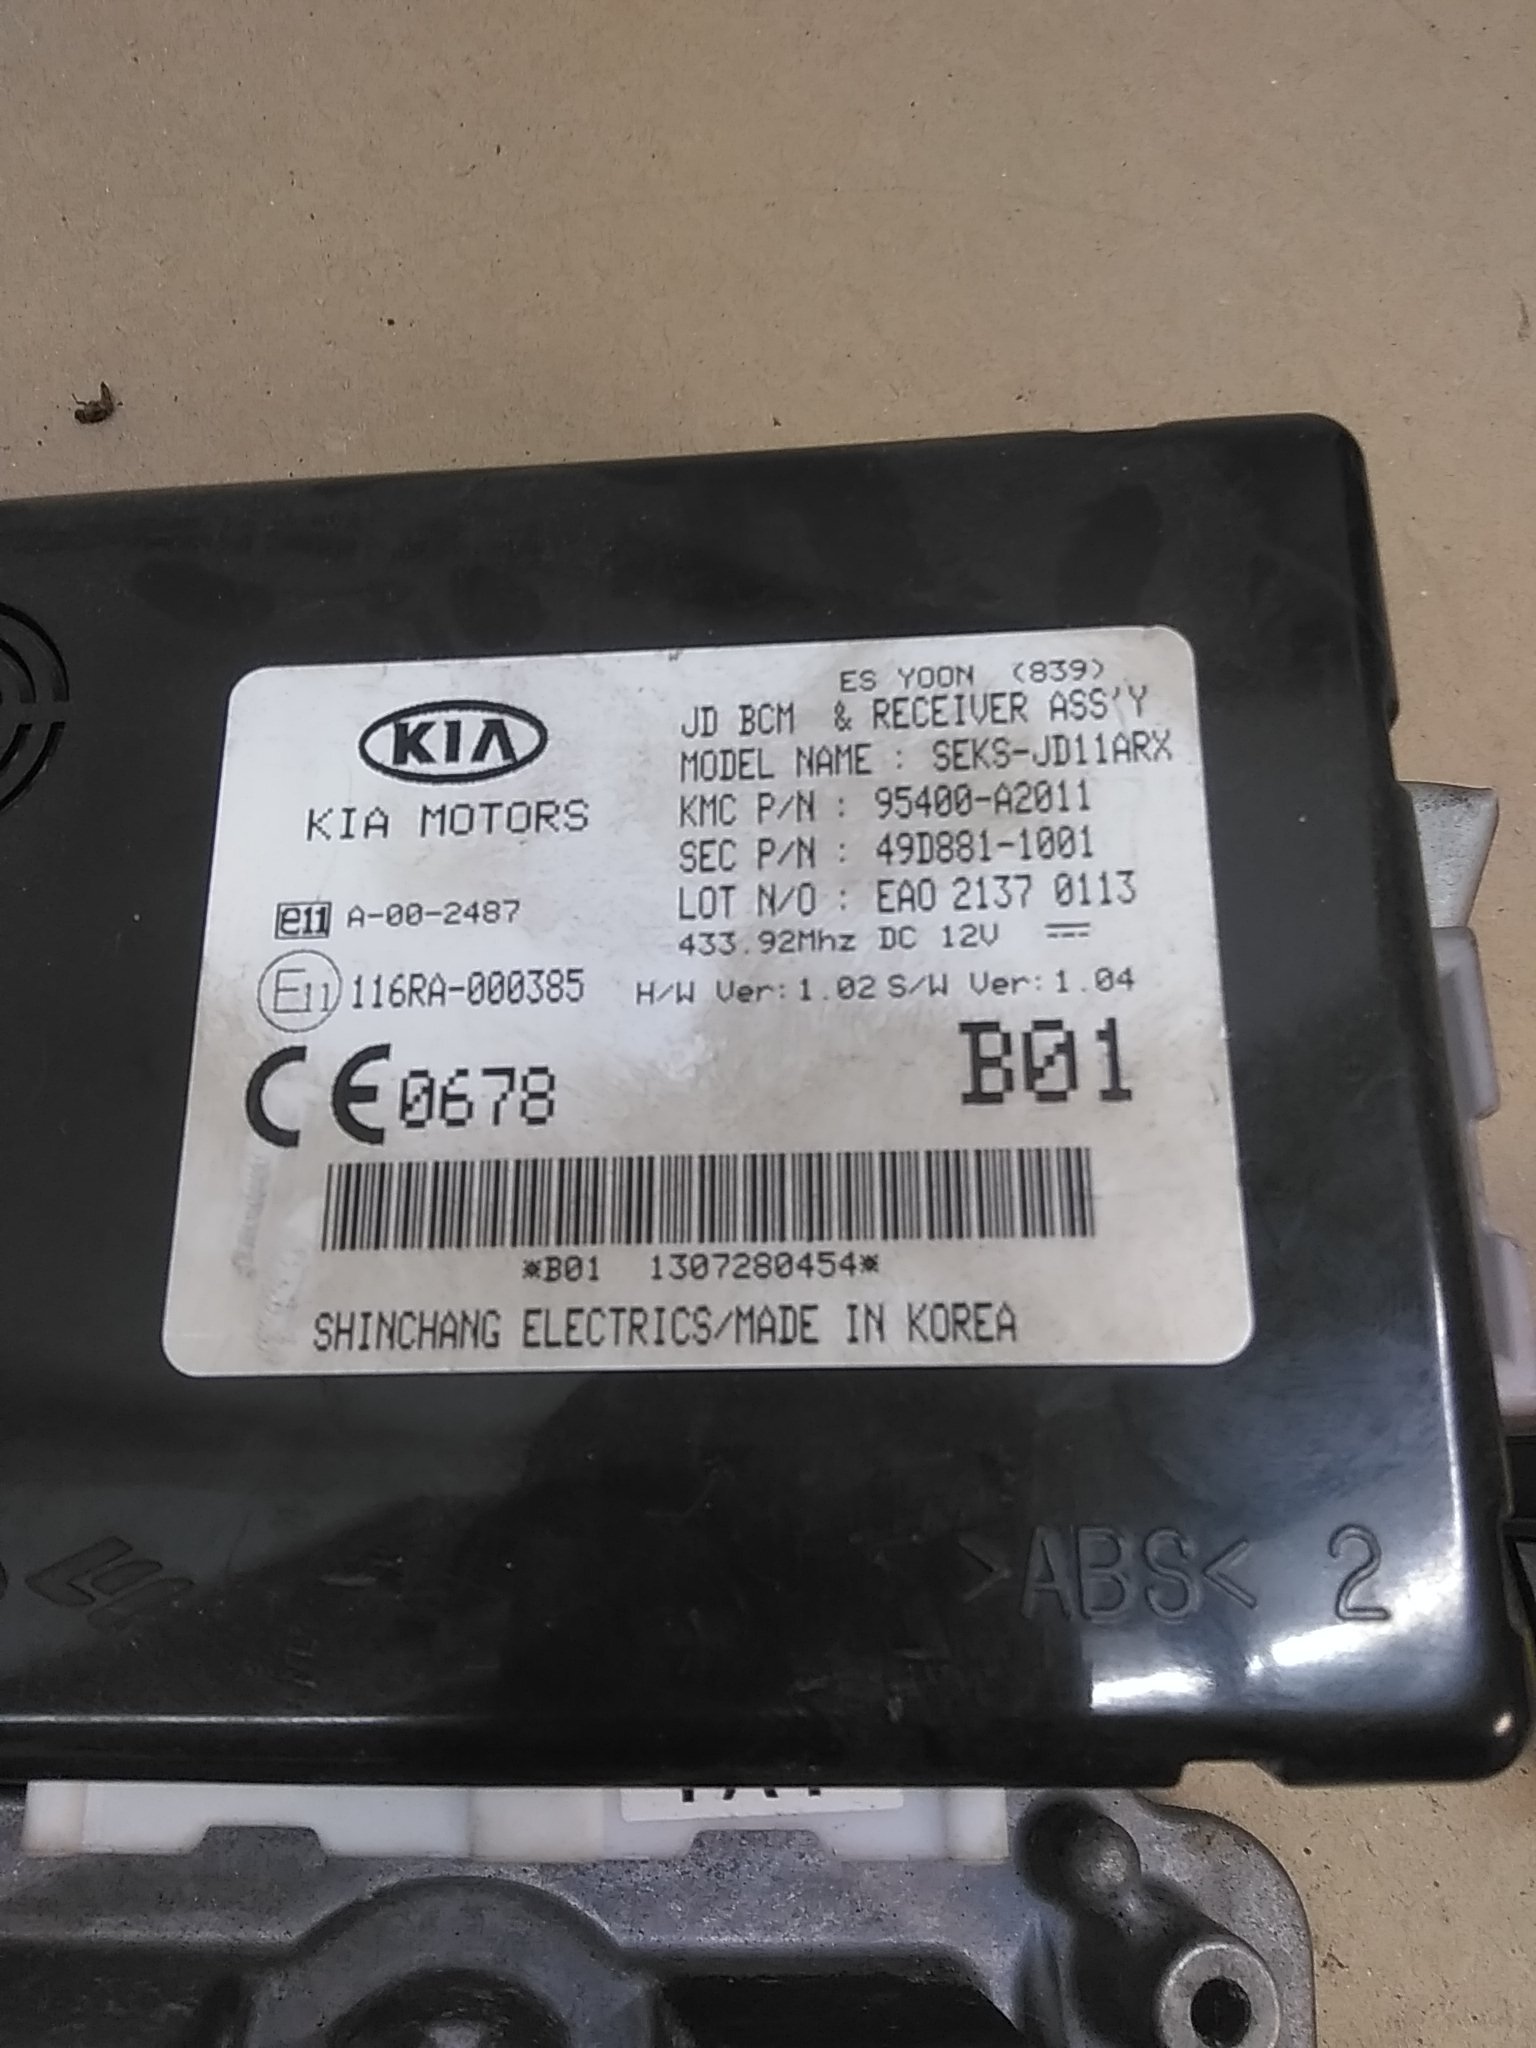 ES YOON (839)
JD BCM & RECEIVER ASS'Y
MODEL NAME : SEKS-JD11ARX
KMC P/N : 95400-A2011
SEC P/N : 49D881-1001
LOT N/O : EAO 2137 0113
433.92Mhz DC 12V
H/W Ver:1.02 S/W Ver:1.04
B01
KIA
KIA MOTORS
e11 A-00-2487
E11 116RA-000385
CE 0678
*B01 1307280454*
SHINCHANG ELECTRICS/MADE IN KOREA
>ABS< 2